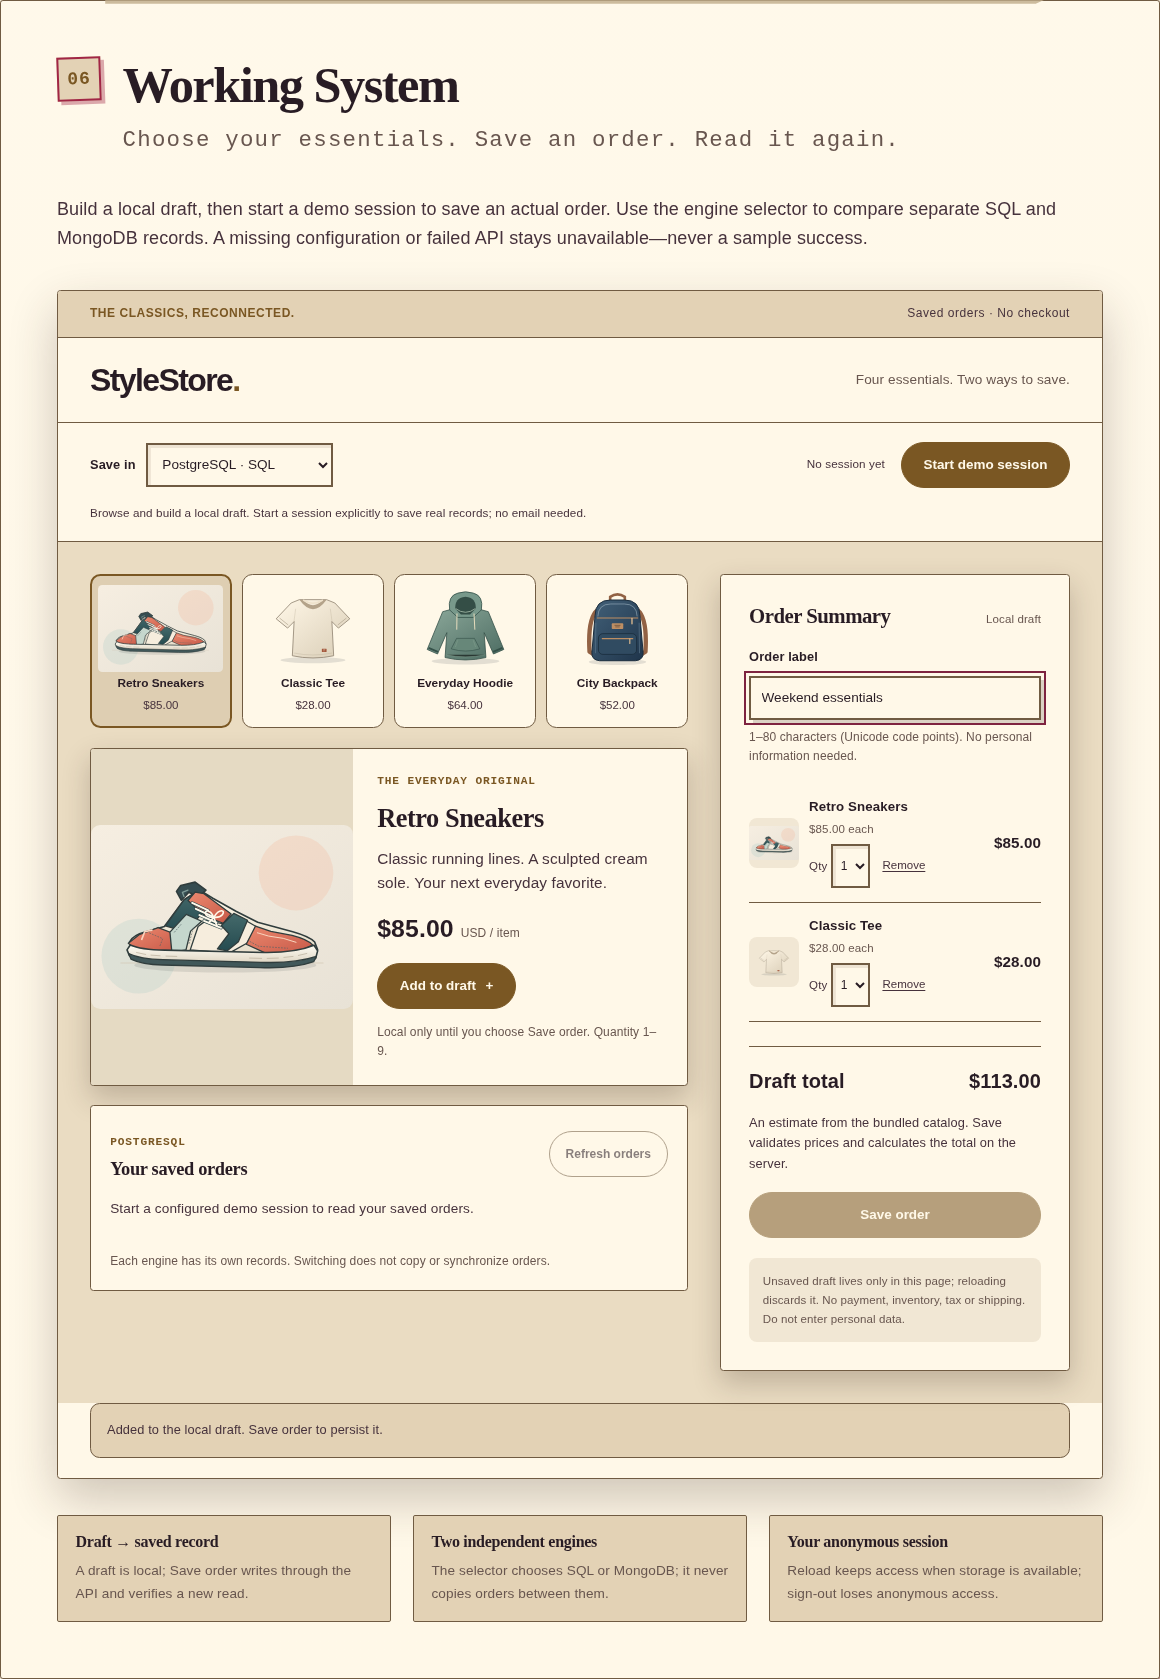 06
Working System
Choose your essentials. Save an order. Read it again.
Build a local draft, then start a demo session to save an actual order. Use the engine selector to compare separate SQL and
MongoDB records. A missing configuration or failed API stays unavailable—never a sample success.
THE CLASSICS, RECONNECTED.
Saved orders · No checkout
StyleStore.
Four essentials. Two ways to save.
Save in
PostgreSQL · SQL
No session yet
Start demo session
Browse and build a local draft. Start a session explicitly to save real records; no email needed.
Retro Sneakers
$85.00
Classic Tee
$28.00
Everyday Hoodie
$64.00
City Backpack
$52.00
THE EVERYDAY ORIGINAL
Retro Sneakers
Classic running lines. A sculpted cream
sole. Your next everyday favorite.
$85.00 USD / item
Add to draft +
Local only until you choose Save order. Quantity 1–
9.
POSTGRESQL
Your saved orders
Refresh orders
Start a configured demo session to read your saved orders.
Each engine has its own records. Switching does not copy or synchronize orders.
Order Summary
Local draft
Order label
Weekend essentials
1–80 characters (Unicode code points). No personal
information needed.
Retro Sneakers
$85.00 each
Qty 1 Remove
$85.00
Classic Tee
$28.00 each
Qty 1 Remove
$28.00
Draft total
$113.00
An estimate from the bundled catalog. Save
validates prices and calculates the total on the
server.
Save order
Unsaved draft lives only in this page; reloading
discards it. No payment, inventory, tax or shipping.
Do not enter personal data.
Added to the local draft. Save order to persist it.
Draft → saved record
A draft is local; Save order writes through the
API and verifies a new read.
Two independent engines
The selector chooses SQL or MongoDB; it never
copies orders between them.
Your anonymous session
Reload keeps access when storage is available;
sign-out loses anonymous access.